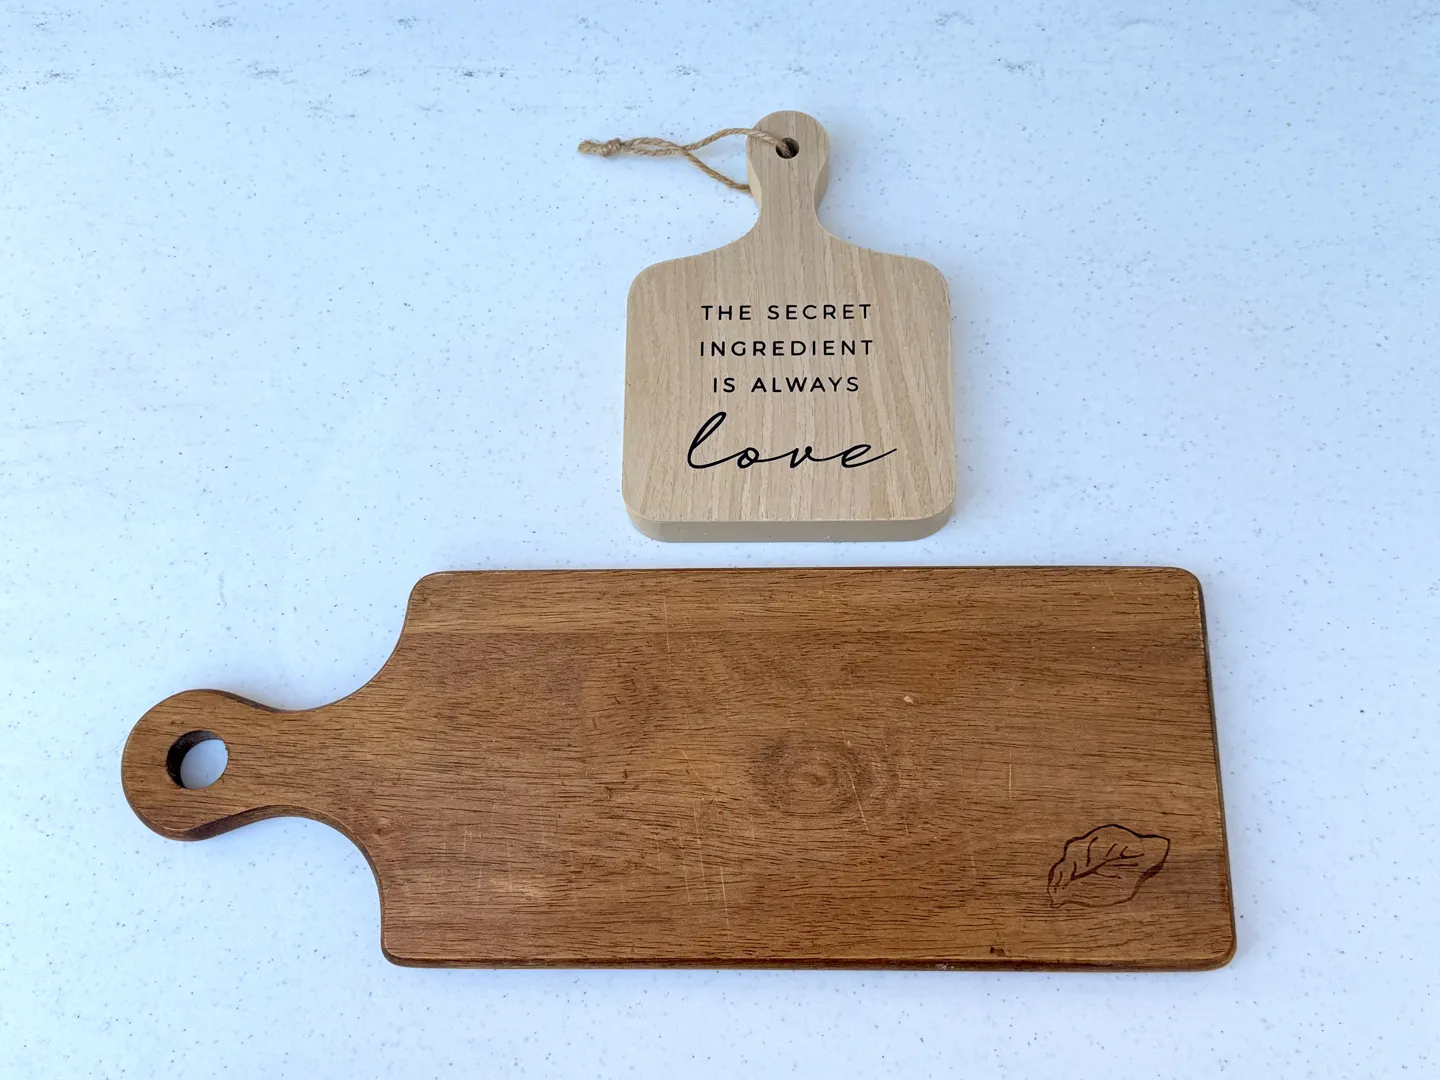 THE SECRET
INGREDIENT
IS ALWAYS
love